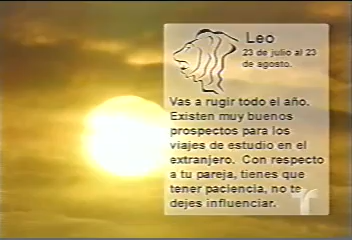 Leo
23 de julio al 23
de agosto.
Vas a rugir todo el año.
Existen muy buenos
prospectos para los
viajes de estudio en el
extranjero. Con respecto
a tu pareja, tienes que
tener paciencia, no te
dejes influenciar.